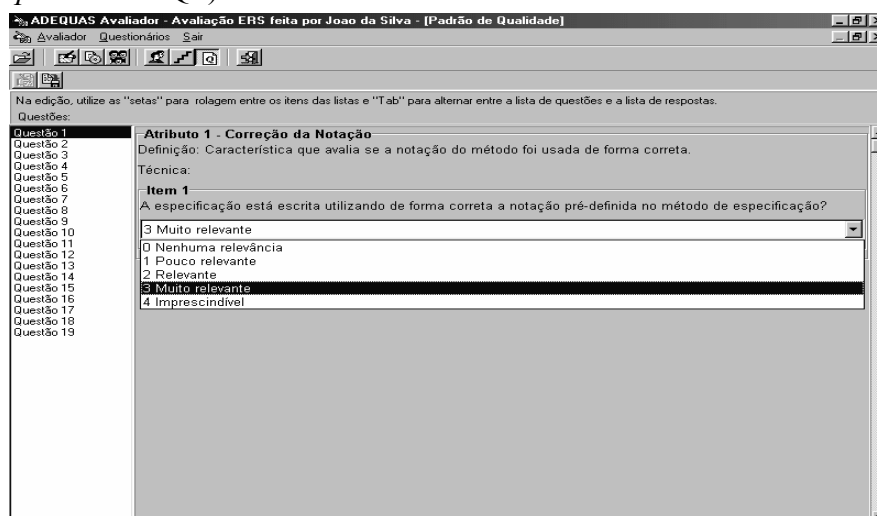 ADEQUAS Avaliador - Avaliação ERS feita por Joao da Silva - [Padrão de Qualidade]
Avaliador Questionários Sair
Na edição, utilize as "setas" para rolagem entre os itens das listas e "Tab" para alternar entre a lista de questões e a lista de respostas.
Questões:
Questão 1
Questão 2
Questão 3
Questão 4
Questão 5
Questão 6
Questão 7
Questão 8
Questão 9
Questão 10
Questão 11
Questão 12
Questão 13
Questão 14
Questão 15
Questão 16
Questão 17
Questão 18
Questão 19
Atributo 1 - Correção da Notação
Definição: Característica que avalia se a notação do método foi usada de forma correta.
Técnica:
Item 1
A especificação está escrita utilizando de forma correta a notação pré-definida no método de especificação?
3 Muito relevante
0 Nenhuma relevância
1 Pouco relevante
2 Relevante
3 Muito relevante
4 Imprescindível